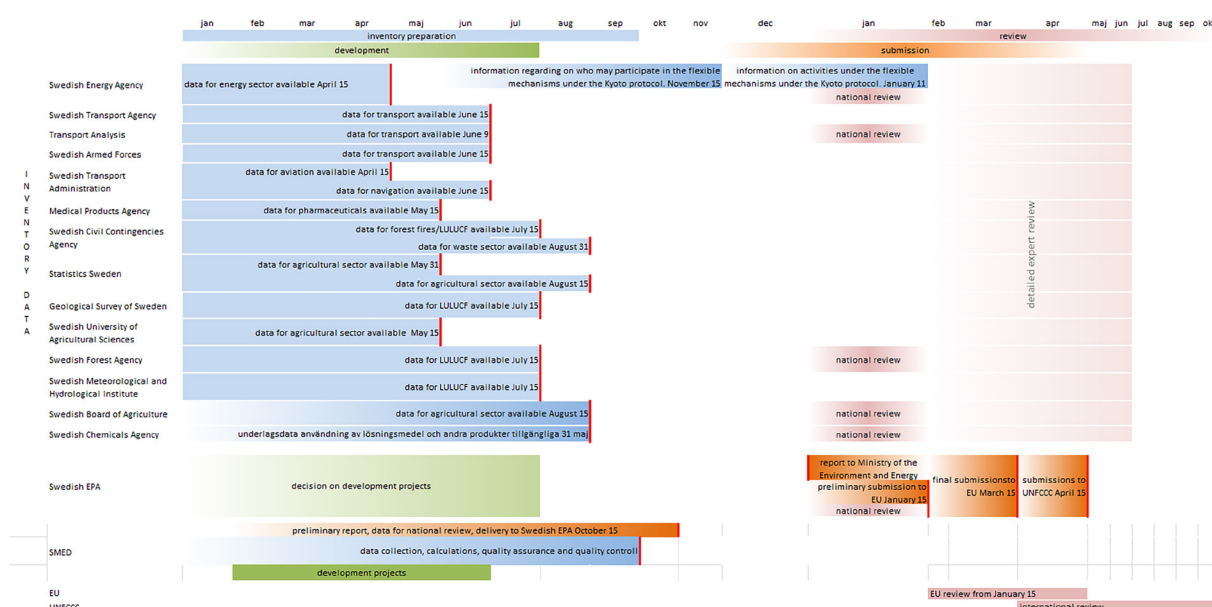 jan feb mar apr maj jun jul aug sep okt nov dec jan feb mar apr maj jun jul aug sep ok
inventory preparation
review
development
submission
Swedish Energy Agency
data for energy sector available April 15
information regarding on who may participate in the flexible
mechanisms under the Kyoto protocol. November 15
information on activities under the flexible
mechanisms under the Kyoto protocol. January 11
national review
Swedish Transport Agency
data for transport available June 15
Transport Analysis
data for transport available June 9
national review
Swedish Armed Forces
data for transport available June 15
Swedish Transport
Administration
data for aviation available April 15
data for navigation available June 15
INVENTORY DATA
Medical Products Agency
data for pharmaceuticals available May 15
Swedish Civil Contingencies
Agency
data for forest fires/LULUCF available July 15
data for waste sector available August 31
Statistics Sweden
data for agricultural sector available May 31
data for agricultural sector available August 15
detailed expert review
Geological Survey of Sweden
data for LULUCF available July 15
Swedish University of
Agricultural Sciences
data for agricultural sector available May 15
Swedish Forest Agency
data for LULUCF available July 15
national review
Swedish Meteorological and
Hydrological Institute
data for LULUCF available July 15
Swedish Board of Agriculture
data for agricultural sector available August 15
national review
Swedish Chemicals Agency
underlagsdata användning av lösningsmedel och andra produkter tillgängliga 31 maj
national review
Swedish EPA
decision on development projects
report to Ministry of the
Environment and Energy
preliminary submission to
EU January 15
national review
final submissionsto
EU March 15
submissions to
UNFCCC April 15
SMED
preliminary report, data for national review, delivery to Swedish EPA October 15
data collection, calculations, quality assurance and quality controll
development projects
EU
EU review from January 15
UNFCCC
international review